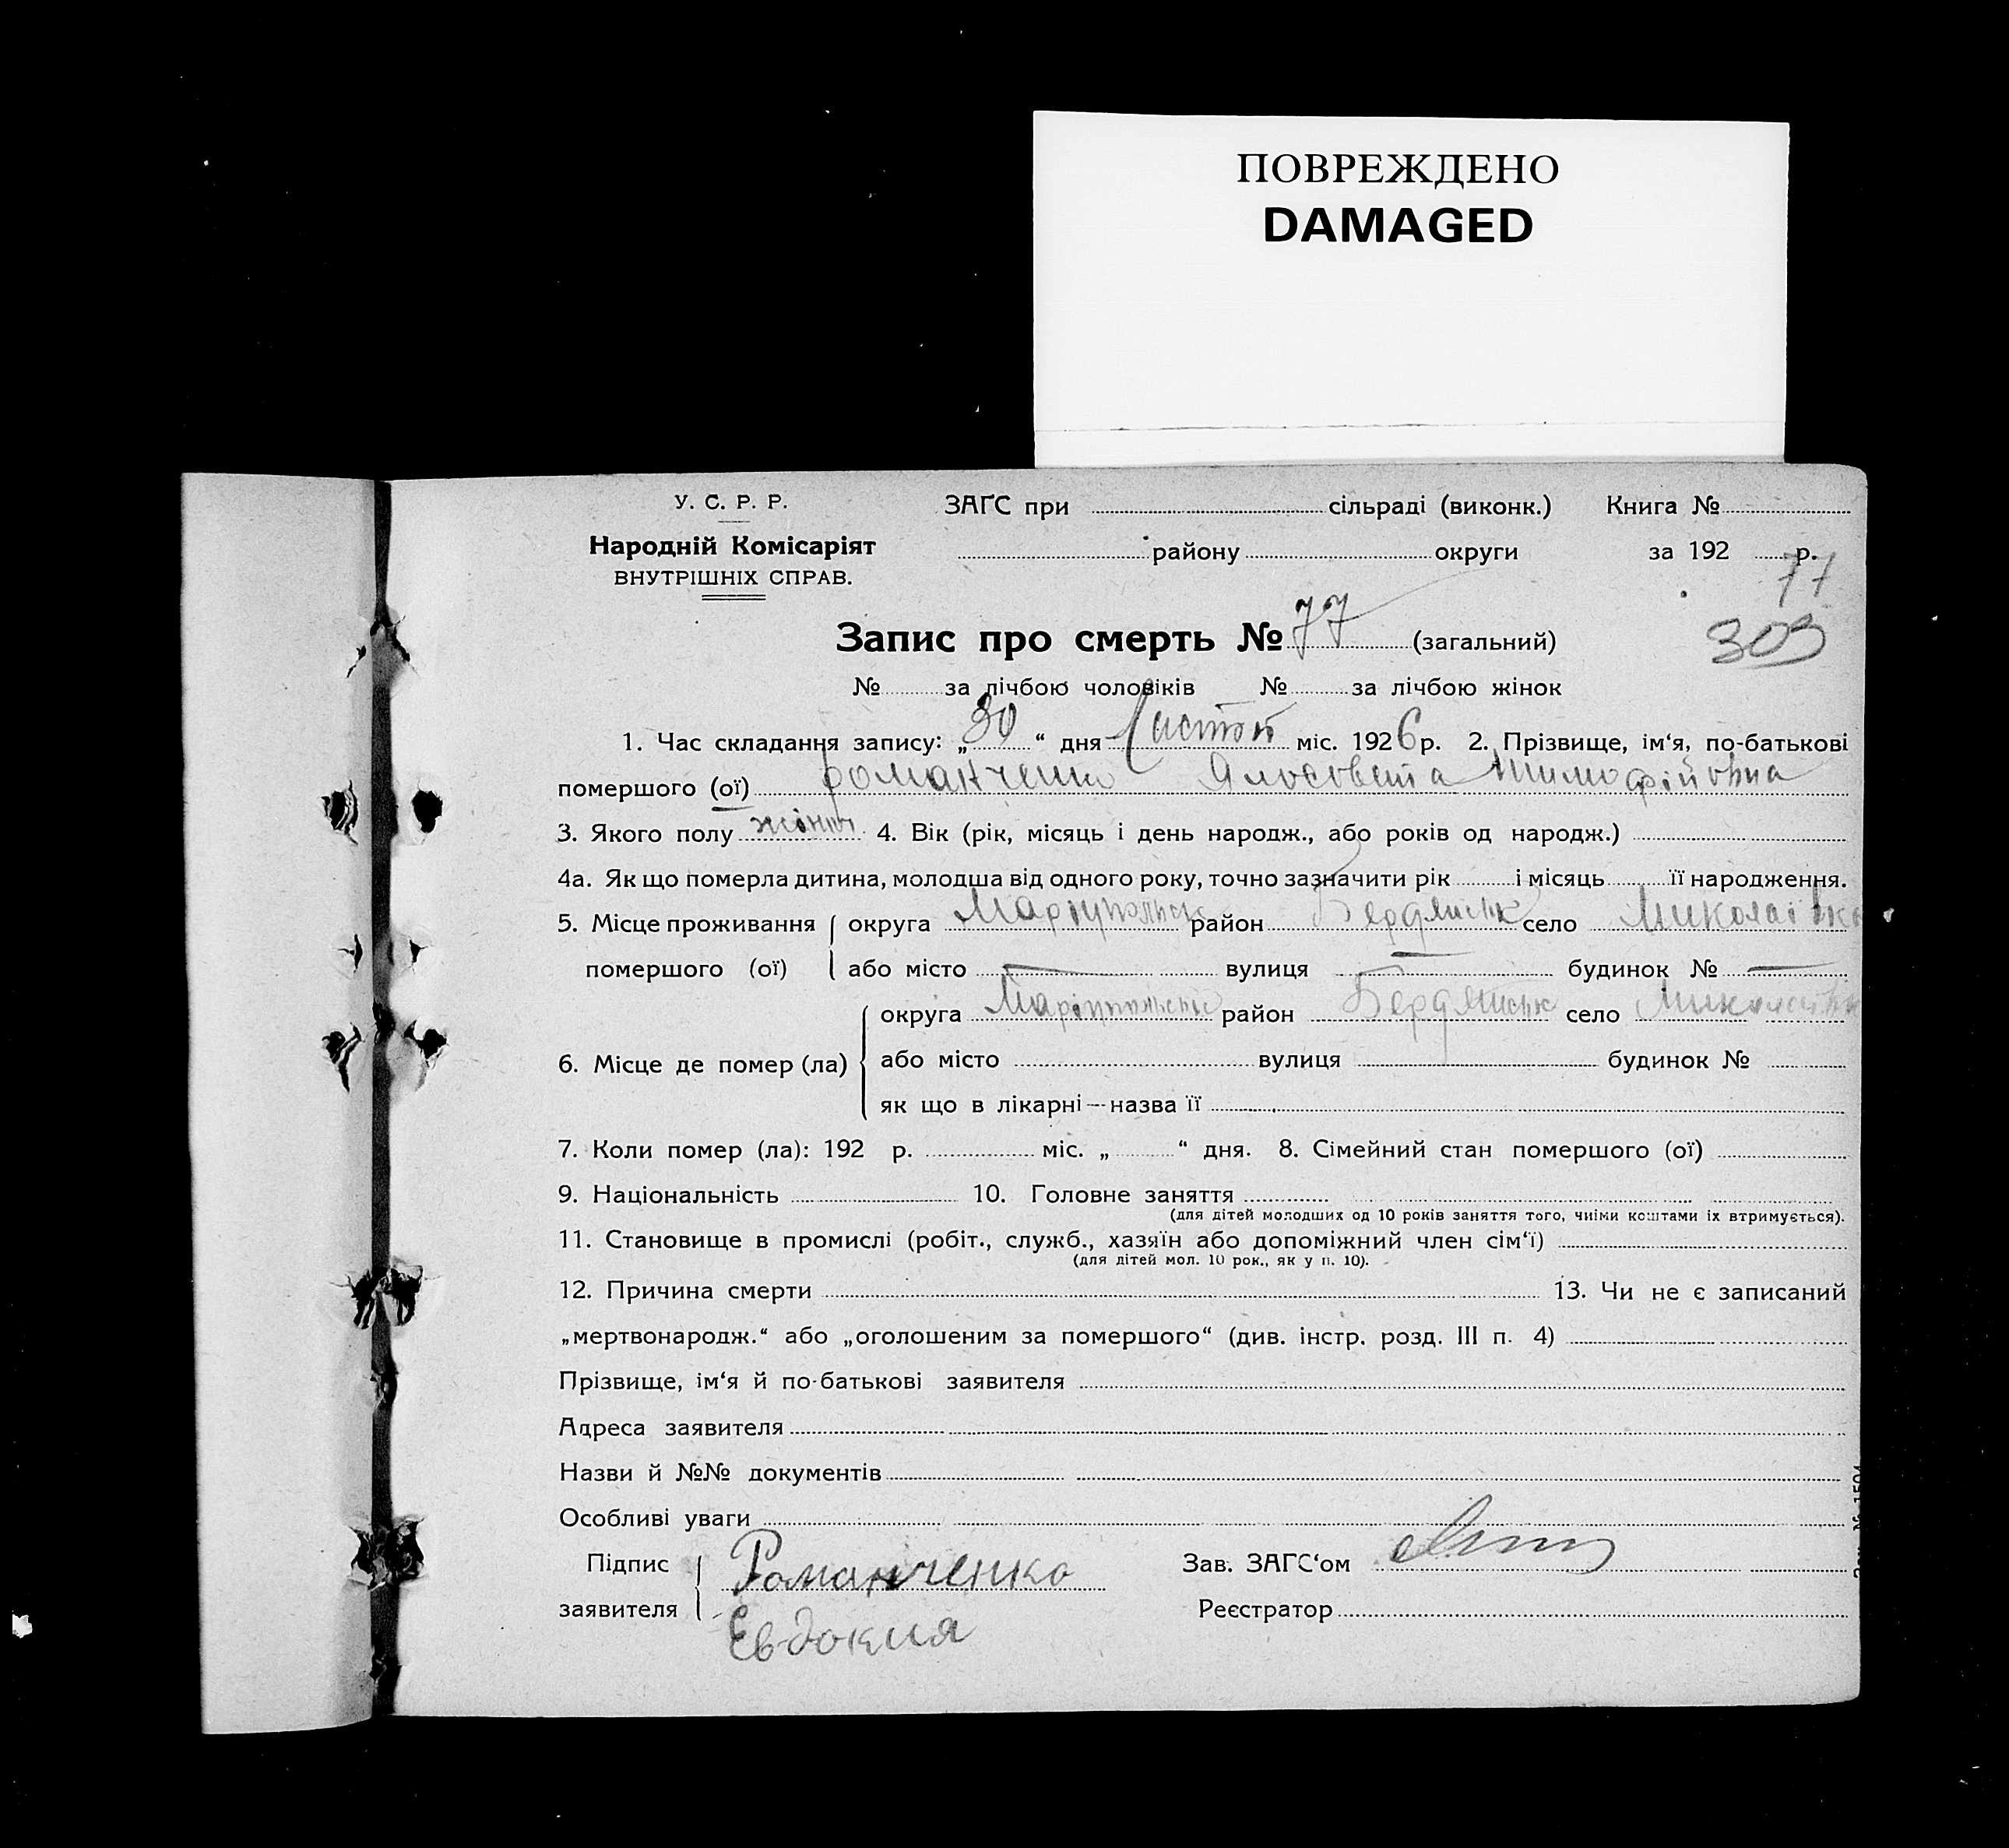 ПОВРЕЖДЕНО
DAMAGED
У. С. Р. Р.
ЗАГС при сільраді (виконк.) Книга №
Народній Комісаріят
ВНУТРІШНІХ СПРАВ.
району округи за 192 р.
77
Запис про смерть № 77 (загальний)
303
№ за лічбою чоловіків № за лічбою жінок
1. Час складання запису: „30“ дня міс. 1926 р. 2. Прізвище, ім‘я, по-батькові
помершого (ої) романченко Ялосовета Тимофійовна
3. Якого полу жіноч 4. Вік (рік, місяць і день народж., або років од народж.)
4а. Як що померла дитина, молодша від одного року, точно зазначити рік і місяць її народження.
5. Місце проживання помершого (ої) округа Маріупольськ район Бердянськ село Миколаївка
або місто — вулиця — будинок № —
6. Місце де помер (ла) округа Маріупольськ район Бердянськ село Миколаївк
або місто вулиця будинок №
як що в лікарні—назва її
7. Коли помер (ла): 192 р. міс. „ “ дня. 8. Сімейний стан помершого (ої)
9. Національність 10. Головне заняття
(для дітей молодших од 10 років заняття того, чиїми коштами їх втримується).
11. Становище в промислі (робіт., служб., хазяїн або допоміжний член сім‘ї)
(для дітей мол. 10 рок., як у п. 10).
12. Причина смерти 13. Чи не є записаний
„мертвонародж.“ або „оголошеним за помершого“ (див. інстр. розд. III п. 4)
Прізвище, ім‘я й по-батькові заявителя
Адреса заявителя
Назви й №№ документів
Особливі уваги
Підпис заявителя Романченко
Евдокия
Зав. ЗАГС‘ом
Реєстратор
№ 1504